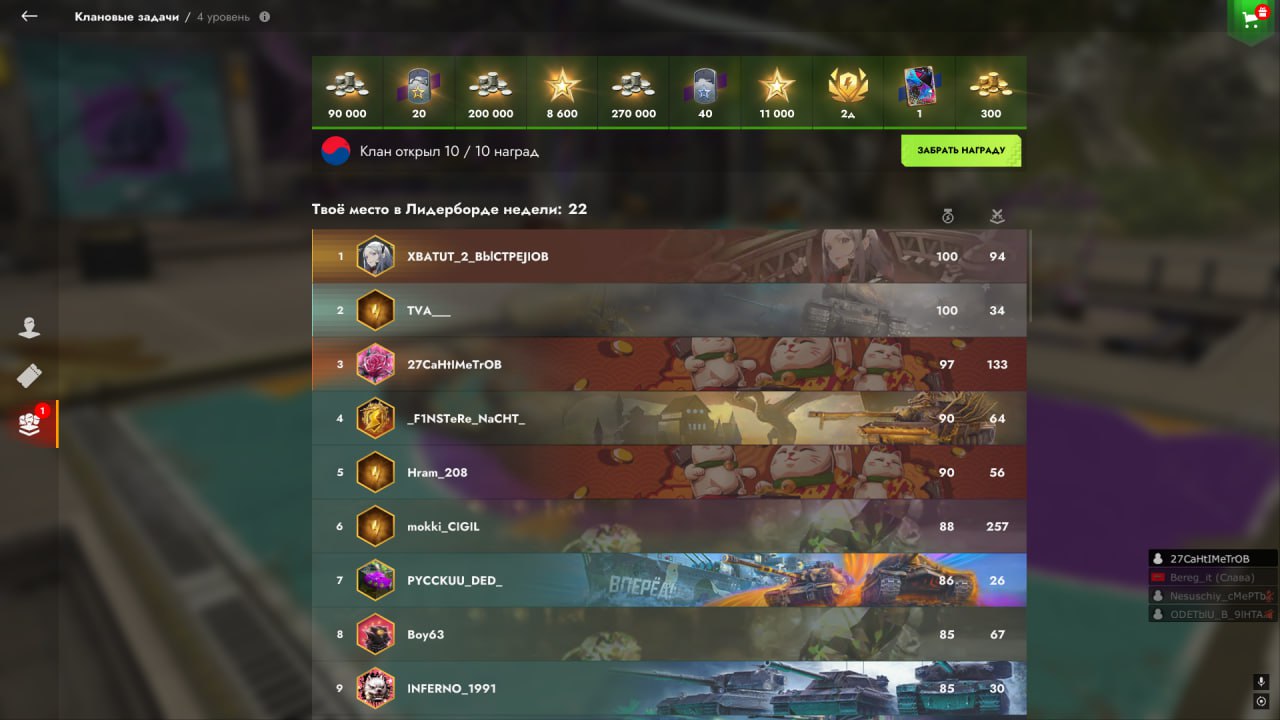 Клановые задачи / 4 уровень
90 000 20 200 000 8 600 270 000 40 11 000 2д 1 300
Клан открыл 10 / 10 наград
ЗАБРАТЬ НАГРАДУ
Твоё место в Лидерборде недели: 22
1 XBATUT_2_BbICTPEJIOB 100 94
2 TVA___ 100 34
3 27CaHtIMeTrOB 97 133
4 _F1NSTeRe_NaCHT_ 90 64
5 Hram_208 90 56
6 mokki_CIGIL 88 257
ВПЕРЁД
7 PYCCKUU_DED_ 86 26
8 Boy63 85 67
9 INFERNO_1991 85 30
1
27CaHtIMeTrOB
Bereg_it (Слава)
Nesuschiy_cMePTb
ODETbIU_B_9IHTA